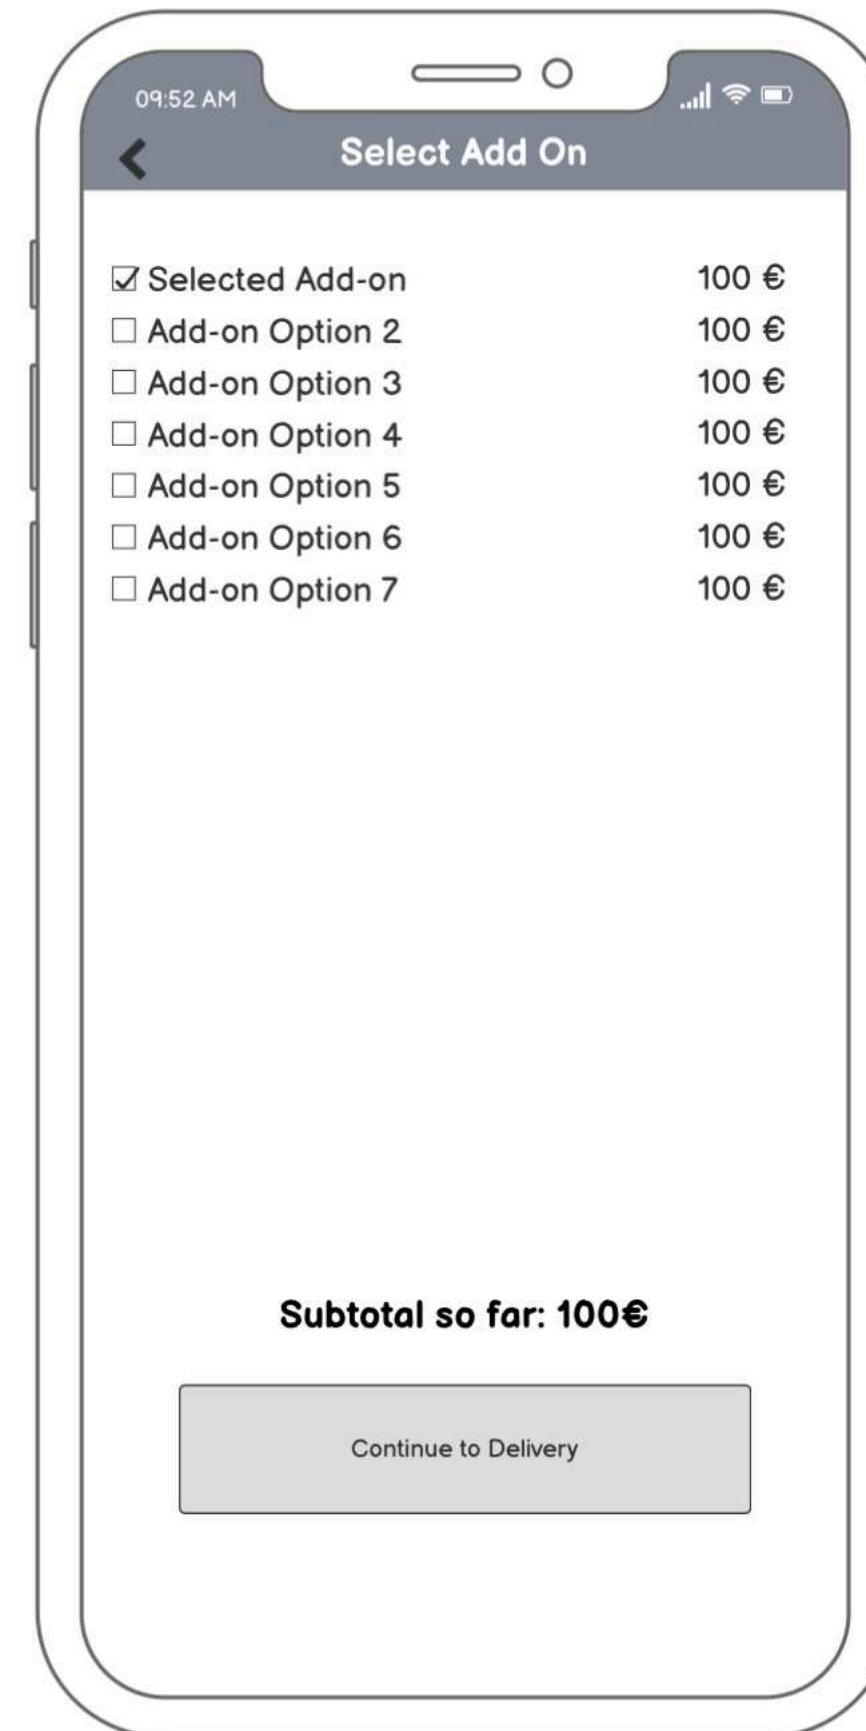 09:52 AM
Select Add On
Selected Add-on 100 €
Add-on Option 2 100 €
Add-on Option 3 100 €
Add-on Option 4 100 €
Add-on Option 5 100 €
Add-on Option 6 100 €
Add-on Option 7 100 €
Subtotal so far: 100€
Continue to Delivery